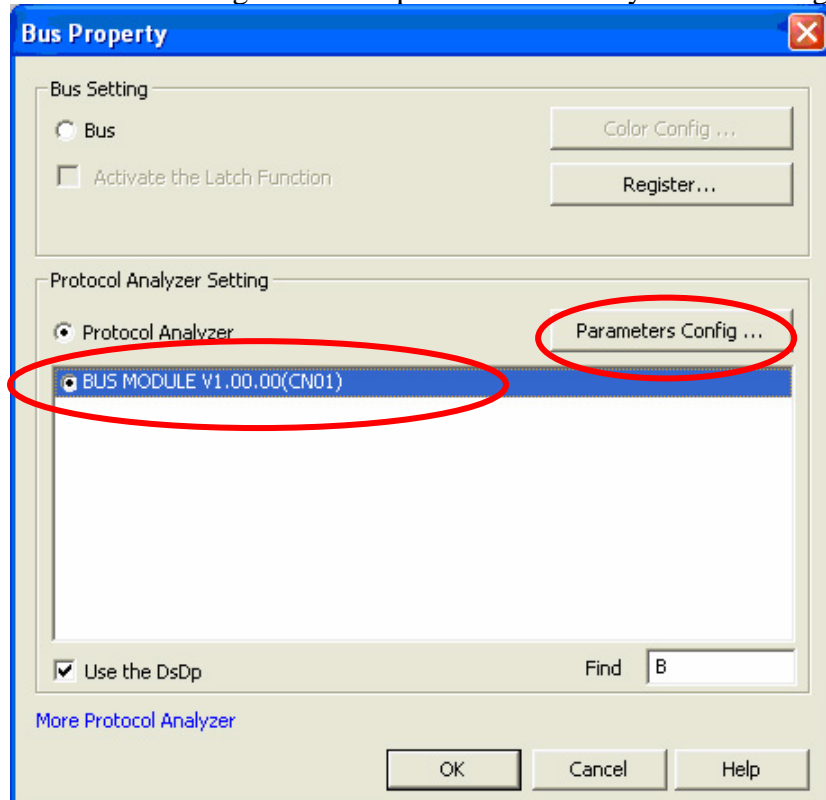 Bus Property
Bus Setting
Bus
Color Config ...
Activate the Latch Function
Register...
Protocol Analyzer Setting
Protocol Analyzer
Parameters Config ...
BUS MODULE V1.00.00(CN01)
Use the DsDp
Find B
More Protocol Analyzer
OK Cancel Help